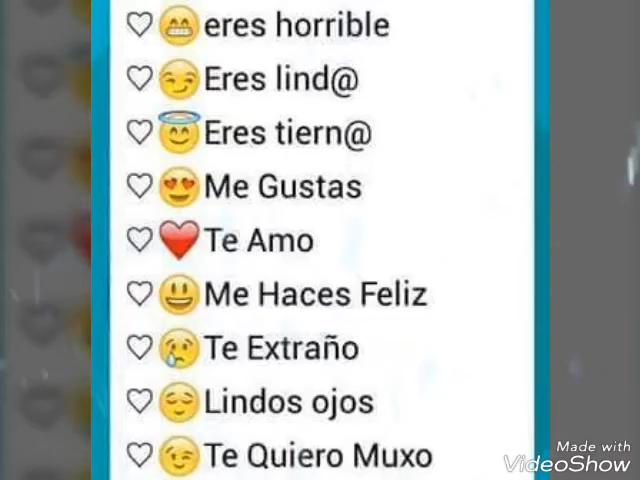 ♡😁eres horrible
♡😏Eres lind@
♡😇Eres tiern@
♡😍Me Gustas
♡❤️Te Amo
♡😃Me Haces Feliz
♡😢Te Extraño
♡😌Lindos ojos
♡😉Te Quiero Muxo
Made with
VideoShow